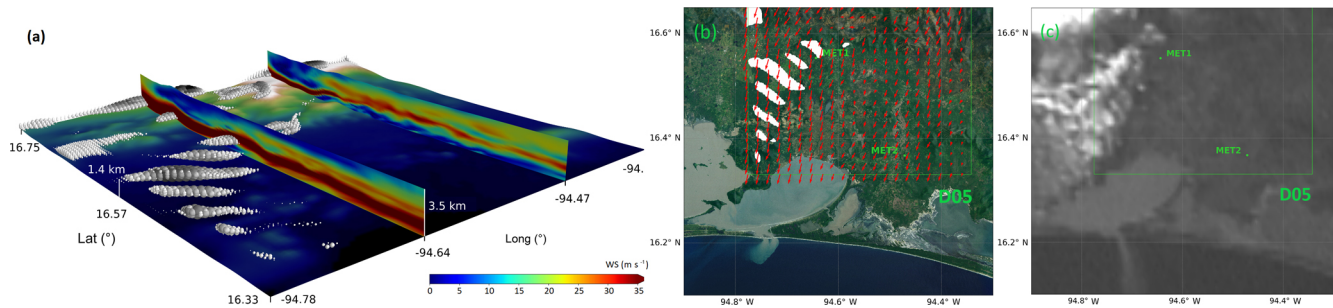 (a)
16.75
1.4 km
16.57
Lat (°)
16.33
-94.78
3.5 km
-94.64
Long (°)
-94.47
-94.
WS (m s⁻¹)
0 5 10 15 20 25 30 35
(b)
16.6° N
16.4° N
16.2° N
MET1
MET2
D05
94.8° W 94.6° W 94.4° W
(c)
16.6° N
16.4° N
16.2° N
MET1
MET2
D05
94.8° W 94.6° W 94.4° W